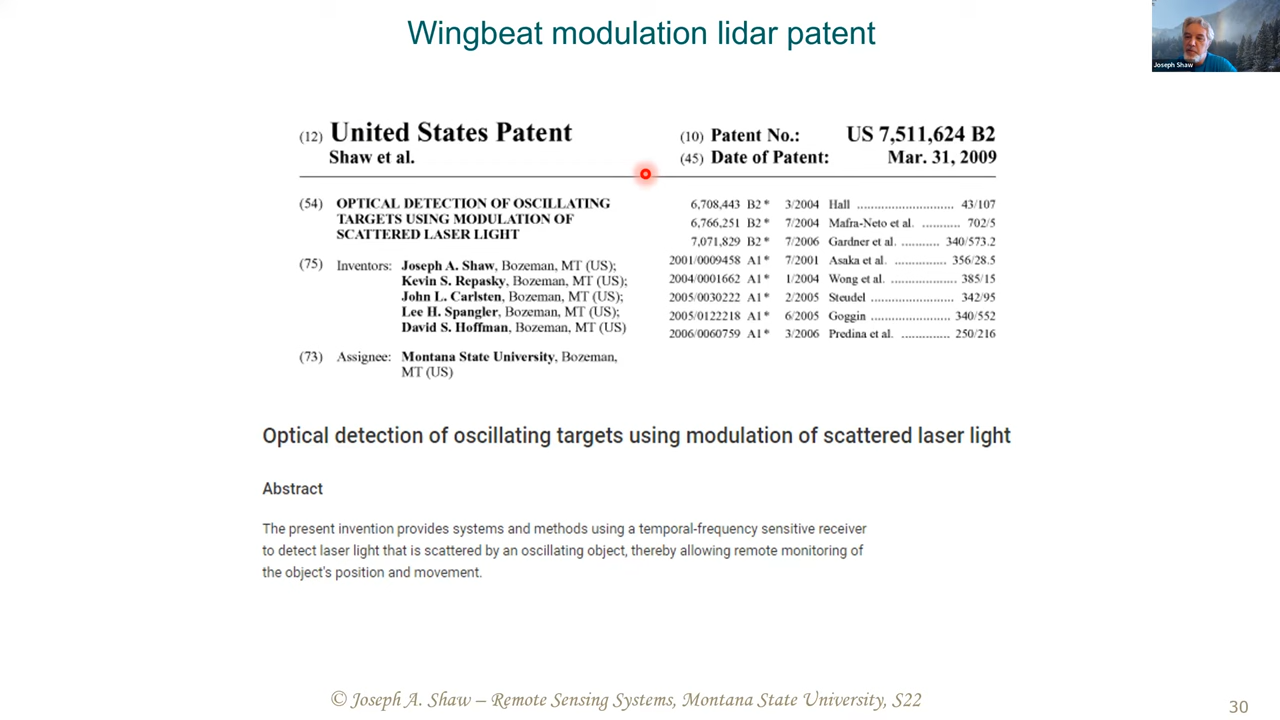 Wingbeat modulation lidar patent
Joseph Shaw
(12) United States Patent
Shaw et al.
(10) Patent No.: US 7,511,624 B2
(45) Date of Patent: Mar. 31, 2009
(54) OPTICAL DETECTION OF OSCILLATING
TARGETS USING MODULATION OF
SCATTERED LASER LIGHT
(75) Inventors: Joseph A. Shaw, Bozeman, MT (US);
Kevin S. Repasky, Bozeman, MT (US);
John L. Carlsten, Bozeman, MT (US);
Lee H. Spangler, Bozeman, MT (US);
David S. Hoffman, Bozeman, MT (US)
(73) Assignee: Montana State University, Bozeman,
MT (US)
6,708,443 B2 * 3/2004 Hall ........................... 43/107
6,766,251 B2 * 7/2004 Mafra-Neto et al. ........... 702/5
7,071,829 B2 * 7/2006 Gardner et al. ........... 340/573.2
2001/0009458 A1 * 7/2001 Asaka et al. .............. 356/28.5
2004/0001662 A1 * 1/2004 Wong et al. ................... 385/15
2005/0030222 A1 * 2/2005 Steudel ....................... 342/95
2005/0122218 A1 * 6/2005 Goggin ..................... 340/552
2006/0060759 A1 * 3/2006 Predina et al. .............. 250/216
Optical detection of oscillating targets using modulation of scattered laser light
Abstract
The present invention provides systems and methods using a temporal-frequency sensitive receiver
to detect laser light that is scattered by an oscillating object, thereby allowing remote monitoring of
the object's position and movement.
© Joseph A. Shaw – Remote Sensing Systems, Montana State University, S22
30